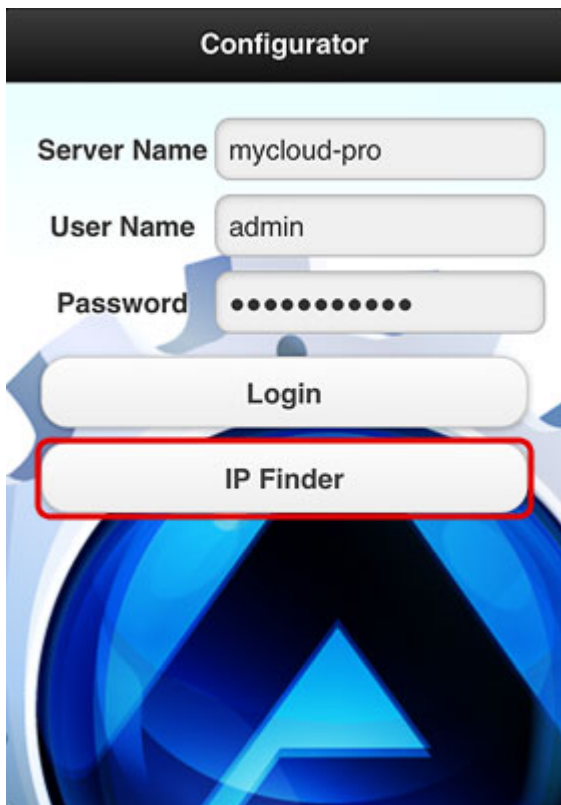 Configurator
Server Name mycloud-pro
User Name admin
Password ●●●●●●●●●●●
Login
IP Finder